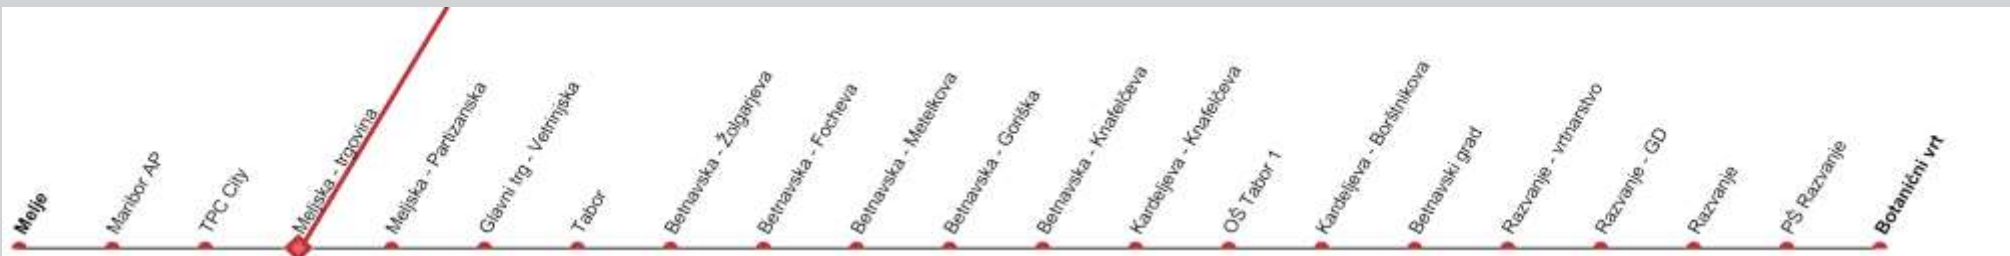 Melje
Maribor AP
TPC City
Meljska - trgovina
Meljska - Partizanska
Glavni trg - Vetrinjska
Tabor
Betnavska - Žolgarjeva
Betnavska - Focheva
Betnavska - Metelkova
Betnavska - Goriška
Betnavska - Knafelčeva
Kardeljeva - Knafelčeva
OŠ Tabor 1
Kardeljeva - Borštnikova
Betnavski grad
Razvanje - vrtnarstvo
Razvanje - GD
Razvanje
PŠ Razvanje
Botanični vrt